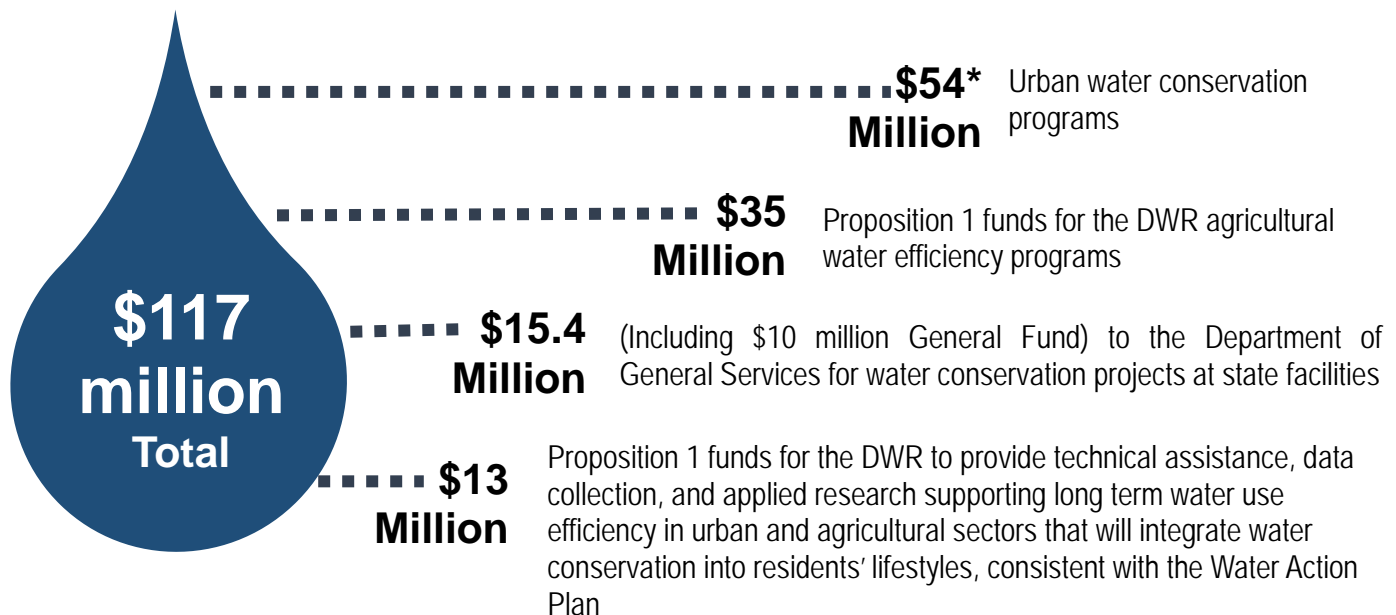 $54* Urban water conservation
Million programs
$35 Proposition 1 funds for the DWR agricultural
Million water efficiency programs
$117
million
Total
$15.4 (Including $10 million General Fund) to the Department of
Million General Services for water conservation projects at state facilities
$13
Million
Proposition 1 funds for the DWR to provide technical assistance, data
collection, and applied research supporting long term water use
efficiency in urban and agricultural sectors that will integrate water
conservation into residents' lifestyles, consistent with the Water Action
Plan